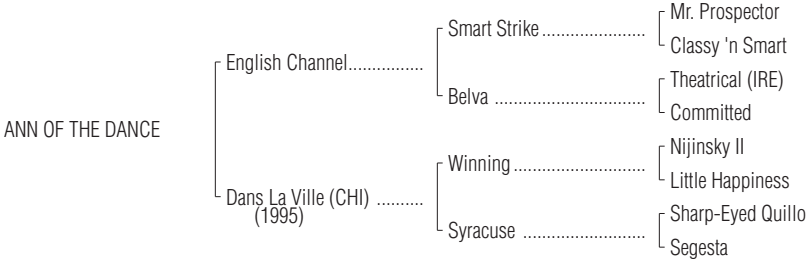 Mr. Prospector
Smart Strike ......................
Classy 'n Smart
English Channel................
Theatrical (IRE)
Belva ................................
Committed
ANN OF THE DANCE
Nijinsky II
Winning............................
Little Happiness
Dans La Ville (CHI) ..........
(1995)
Sharp-Eyed Quillo
Syracuse ..........................
Segesta